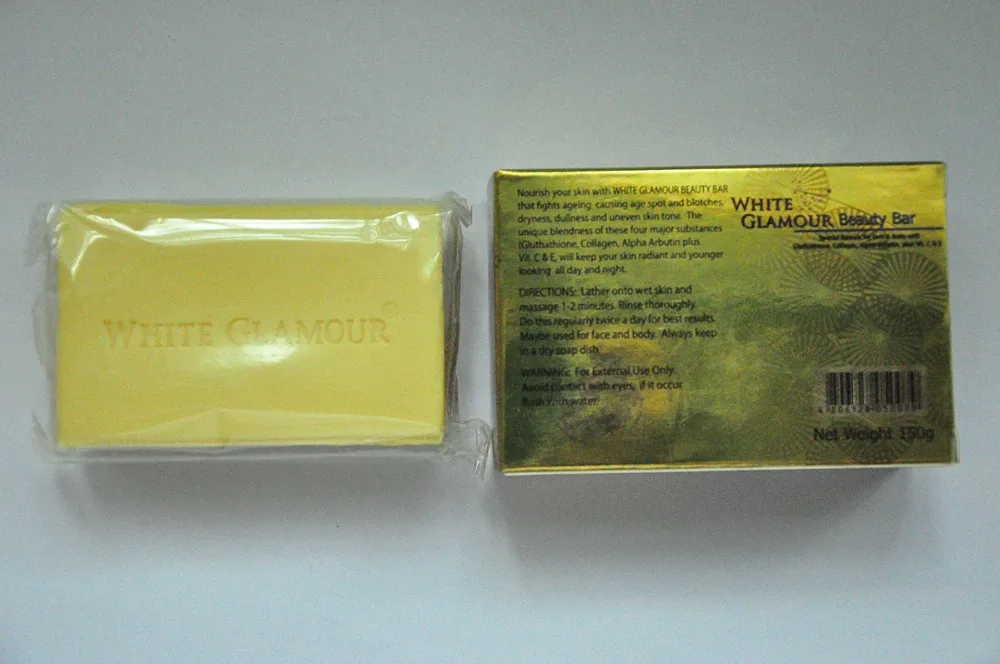 WHITE GLAMOUR
Nourish your skin with WHITE GLAMOUR BEAUTY BAR
that fights ageing causing age spot and blotches,
dryness, dullness and uneven skin tone. The
unique blendness of these four major substances
(Gluthathione, Collagen, Alpha Arbutin plus
Vit. C & E, will keep your skin radiant and younger
looking all day and night.
DIRECTIONS: Lather onto wet skin and
massage 1-2 minutes. Rinse thoroughly.
Do this regularly twice a day for best results.
Maybe used for face and body. Always keep
in a dry soap dish.
WARNING: For External Use Only.
Avoid contact with eyes, if it occur
flush with water.
WHITE
GLAMOUR Beauty Bar
plus Vit. C & E
Net Weight 150g